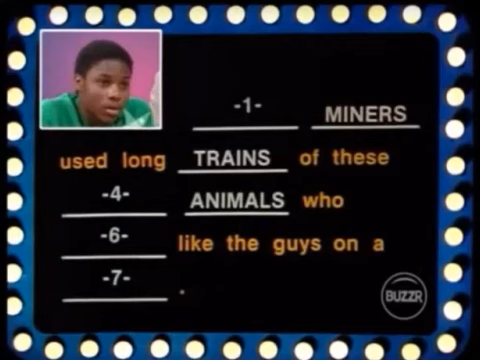 -1- MINERS
used long TRAINS of these
-4- ANIMALS who
-6- like the guys on a
-7- .
BUZZR